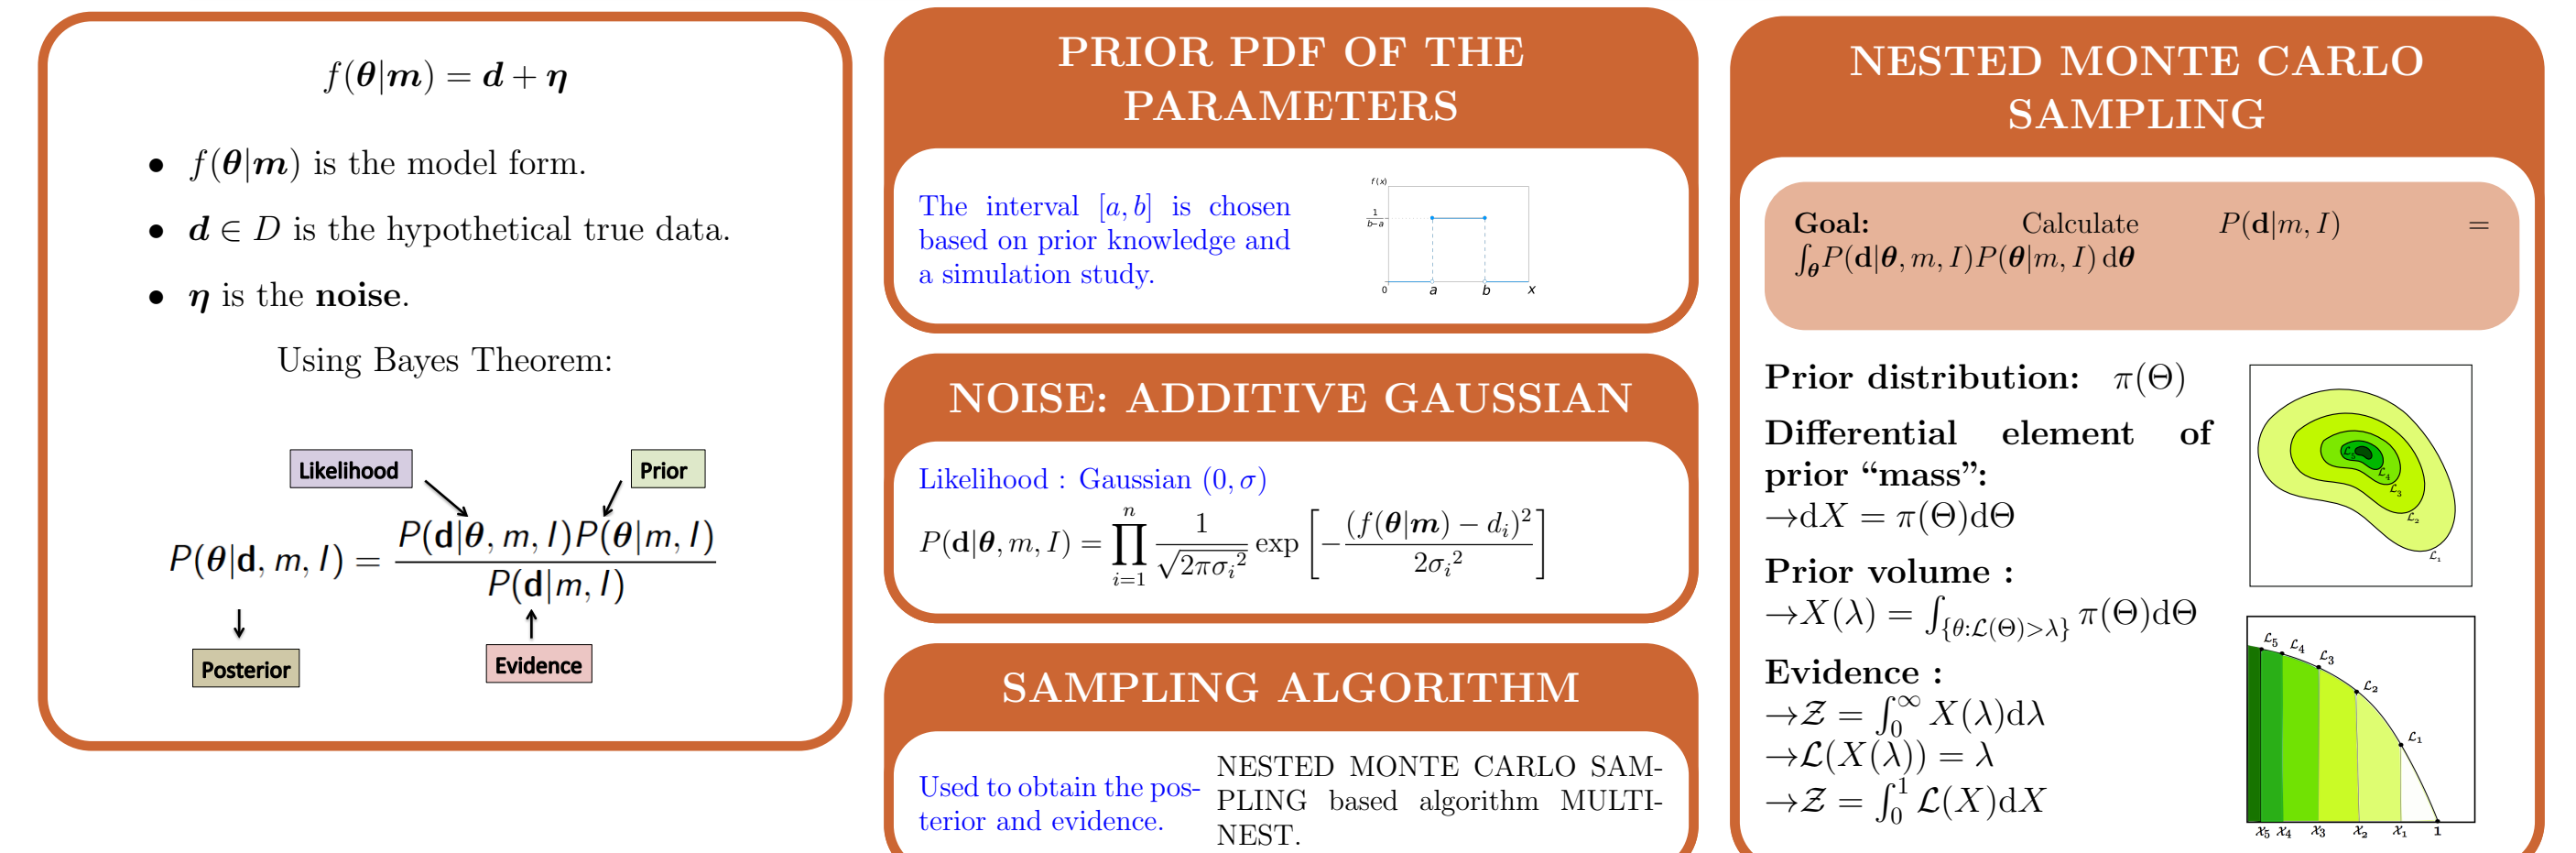 f(θ|m) = d + η
• f(θ|m) is the model form.
• d ∈ D is the hypothetical true data.
• η is the noise.
Using Bayes Theorem:
Likelihood
Prior
P(θ|d, m, I) = P(d|θ, m, I)P(θ|m, I) / P(d|m, I)
Posterior
Evidence
PRIOR PDF OF THE
PARAMETERS
The interval [a, b] is chosen
based on prior knowledge and
a simulation study.
f(x)
1/(b−a)
0 a b x
NOISE: ADDITIVE GAUSSIAN
Likelihood : Gaussian (0, σ)
P(d|θ, m, I) = ∏_{i=1}^{n} 1/√(2πσ_i²) exp[−(f(θ|m) − d_i)²/(2σ_i²)]
SAMPLING ALGORITHM
Used to obtain the pos-
terior and evidence.
NESTED MONTE CARLO SAM-
PLING based algorithm MULTI-
NEST.
NESTED MONTE CARLO
SAMPLING
Goal: Calculate P(d|m, I) =
∫_θ P(d|θ, m, I)P(θ|m, I) dθ
Prior distribution: π(Θ)
Differential element of
prior “mass”:
→dX = π(Θ)dΘ
Prior volume :
→X(λ) = ∫_{θ:ℒ(Θ)>λ} π(Θ)dΘ
Evidence :
→𝒵 = ∫_0^∞ X(λ)dλ
→ℒ(X(λ)) = λ
→𝒵 = ∫_0^1 ℒ(X)dX
ℒ₅
ℒ₄
ℒ₃
ℒ₂
ℒ₁
ℒ₅ ℒ₄ ℒ₃
ℒ₂
ℒ₁
𝒳₅ 𝒳₄ 𝒳₃ 𝒳₂ 𝒳₁ 1